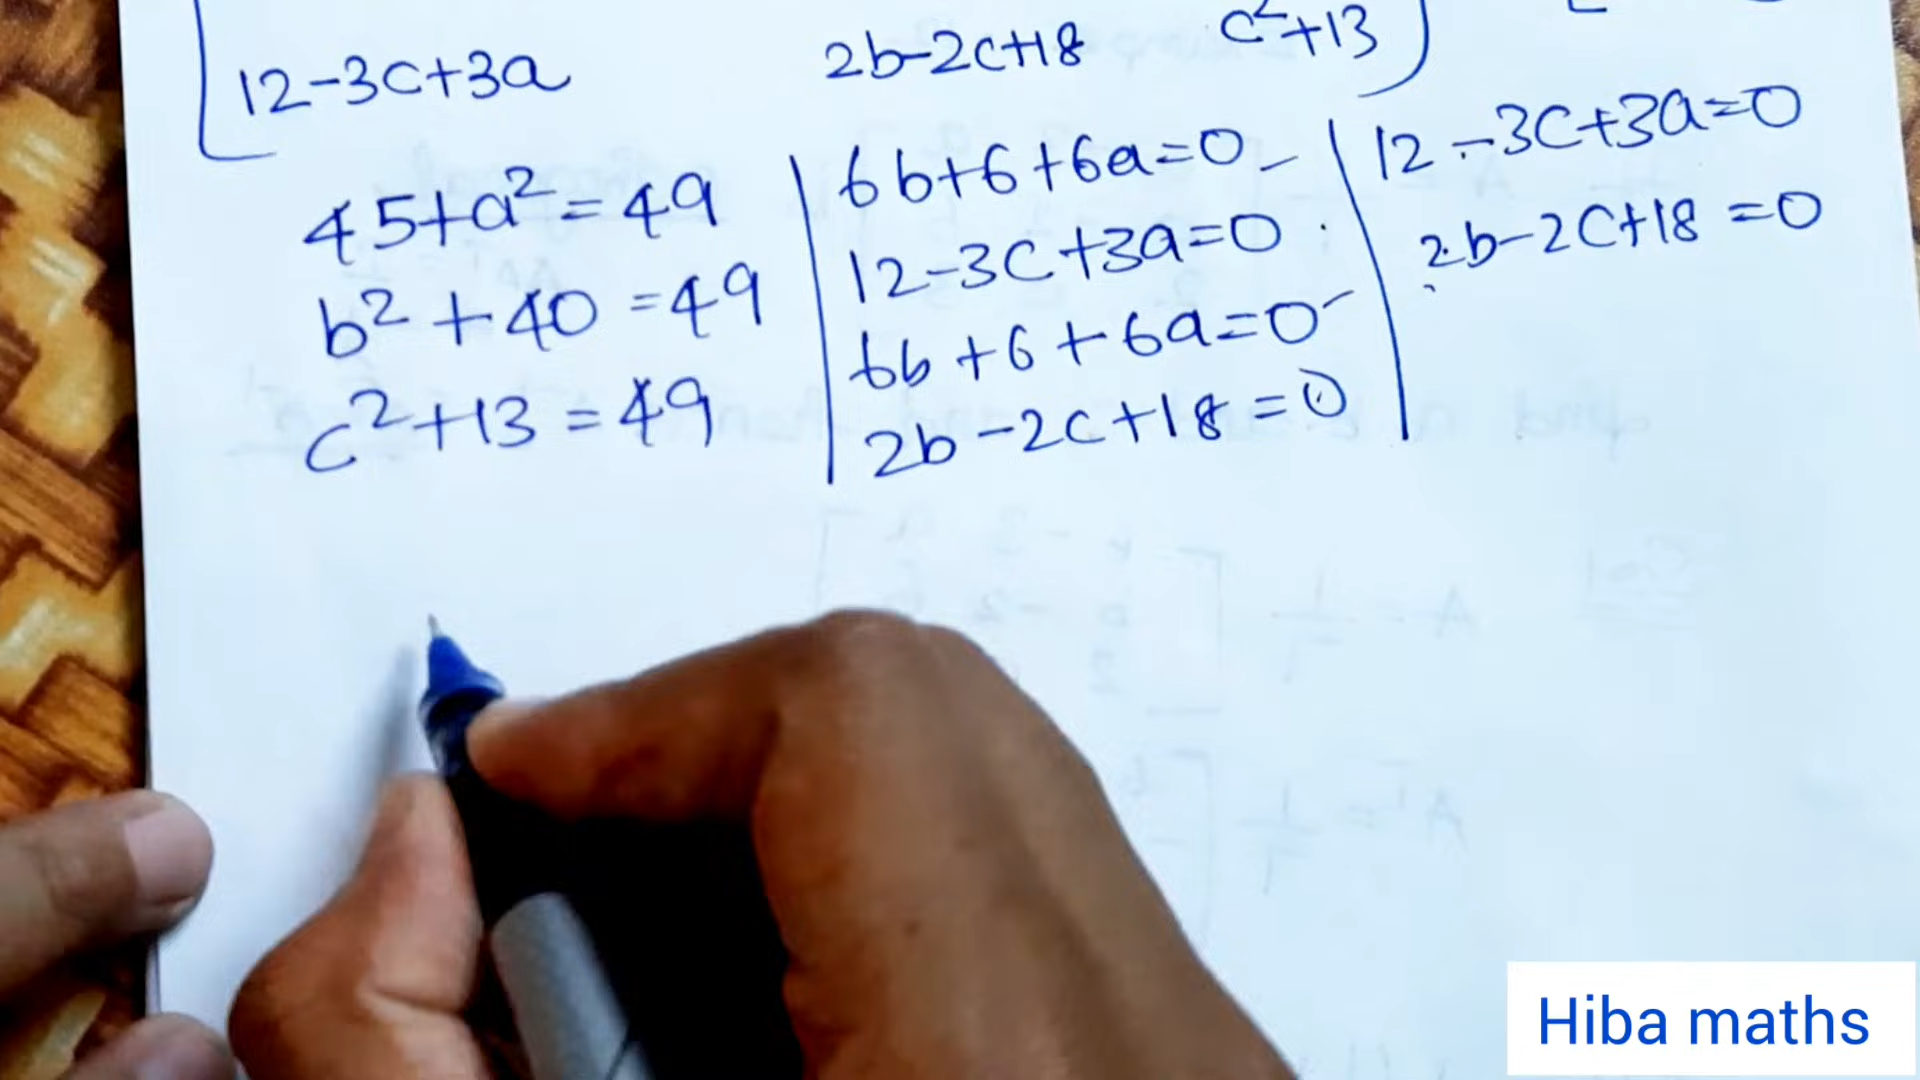 12-3c+3a 2b-2c+18 c²+13
45+a²=49
b²+40=49
c²+13=49
6b+6+6a=0
12-3c+3a=0
6b+6+6a=0
2b-2c+18=0
12-3c+3a=0
2b-2c+18=0
Hiba maths